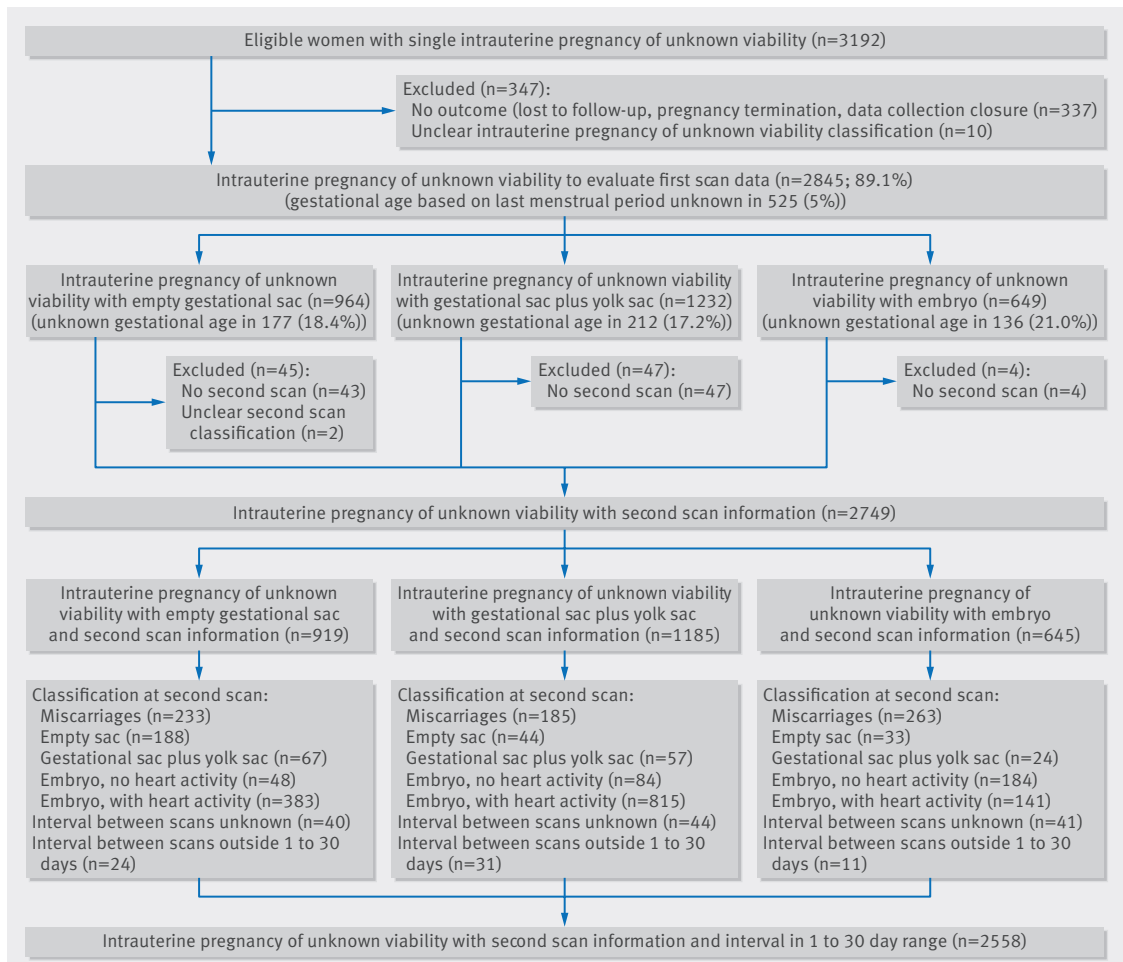 Eligible women with single intrauterine pregnancy of unknown viability (n=3192)
Excluded (n=347):
No outcome (lost to follow-up, pregnancy termination, data collection closure (n=337)
Unclear intrauterine pregnancy of unknown viability classification (n=10)
Intrauterine pregnancy of unknown viability to evaluate first scan data (n=2845; 89.1%)
(gestational age based on last menstrual period unknown in 525 (5%))
Intrauterine pregnancy of unknown
viability with empty gestational sac (n=964)
(unknown gestational age in 177 (18.4%))
Intrauterine pregnancy of unknown viability
with gestational sac plus yolk sac (n=1232)
(unknown gestational age in 212 (17.2%)
Intrauterine pregnancy of unknown
viability with embryo (n=649)
(unknown gestational age in 136 (21.0%))
Excluded (n=45):
No second scan (n=43)
Unclear second scan
classification (n=2)
Excluded (n=47):
No second scan (n=47)
Excluded (n=4):
No second scan (n=4)
Intrauterine pregnancy of unknown viability with second scan information (n=2749)
Intrauterine pregnancy of unknown
viability with empty gestational sac
and second scan information (n=919)
Intrauterine pregnancy of unknown viability
with gestational sac plus yolk sac
and second scan information (n=1185)
Intrauterine pregnancy of
unknown viability with embryo
and second scan information (n=645)
Classification at second scan:
Miscarriages (n=233)
Empty sac (n=188)
Gestational sac plus yolk sac (n=67)
Embryo, no heart activity (n=48)
Embryo, with heart activity (n=383)
Interval between scans unknown (n=40)
Interval between scans outside 1 to 30
days (n=24)
Classification at second scan:
Miscarriages (n=185)
Empty sac (n=44)
Gestational sac plus yolk sac (n=57)
Embryo, no heart activity (n=84)
Embryo, with heart activity (n=815)
Interval between scans unknown (n=44)
Interval between scans outside 1 to 30
days (n=31)
Classification at second scan:
Miscarriages (n=263)
Empty sac (n=33)
Gestational sac plus yolk sac (n=24)
Embryo, no heart activity (n=184)
Embryo, with heart activity (n=141)
Interval between scans unknown (n=41)
Interval between scans outside 1 to 30
days (n=11)
Intrauterine pregnancy of unknown viability with second scan information and interval in 1 to 30 day range (n=2558)